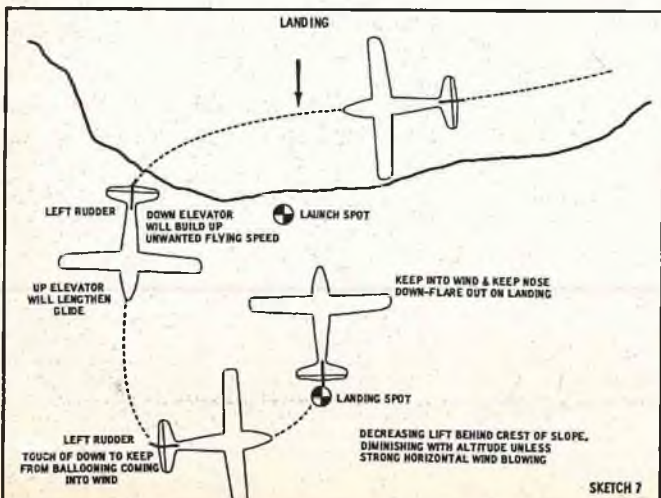 LANDING
LEFT RUDDER
DOWN ELEVATOR
WILL BUILD UP
UNWANTED FLYING SPEED
LAUNCH SPOT
UP ELEVATOR
WILL LENGTHEN
GLIDE
KEEP INTO WIND & KEEP NOSE
DOWN-FLARE OUT ON LANDING
LANDING SPOT
LEFT RUDDER
TOUCH OF DOWN TO KEEP
FROM BALLOONING COMING
INTO WIND
DECREASING LIFT BEHIND CREST OF SLOPE,
DIMINISHING WITH ALTITUDE UNLESS
STRONG HORIZONTAL WIND BLOWING
SKETCH 7